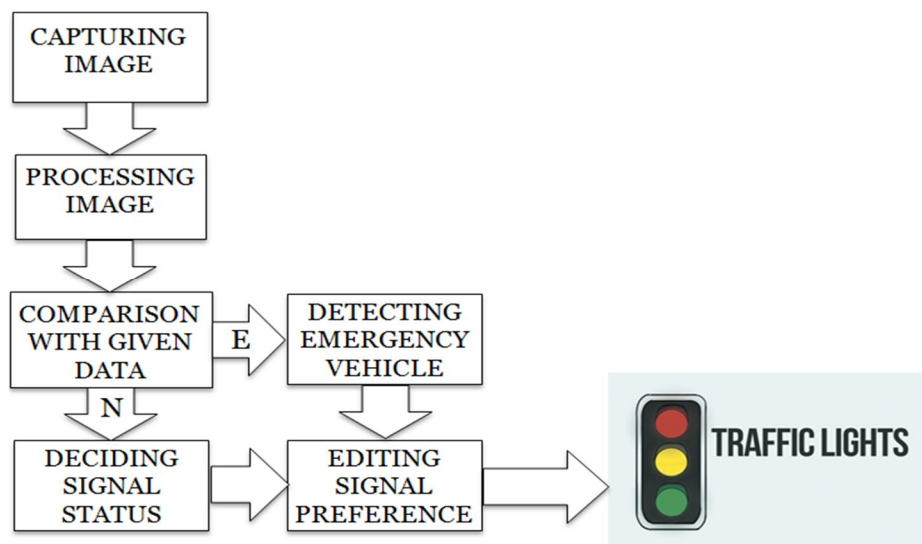 CAPTURING
IMAGE
PROCESSING
IMAGE
COMPARISON
WITH GIVEN
DATA
E
DETECTING
EMERGENCY
VEHICLE
N
DECIDING
SIGNAL
STATUS
EDITING
SIGNAL
PREFERENCE
TRAFFIC LIGHTS